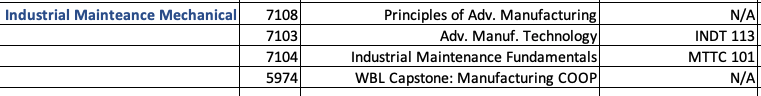 Industrial Mainteance Mechanical 7108 Principles of Adv. Manufacturing N/A
7103 Adv. Manuf. Technology INDT 113
7104 Industrial Maintenance Fundamentals MTTC 101
5974 WBL Capstone: Manufacturing COOP N/A